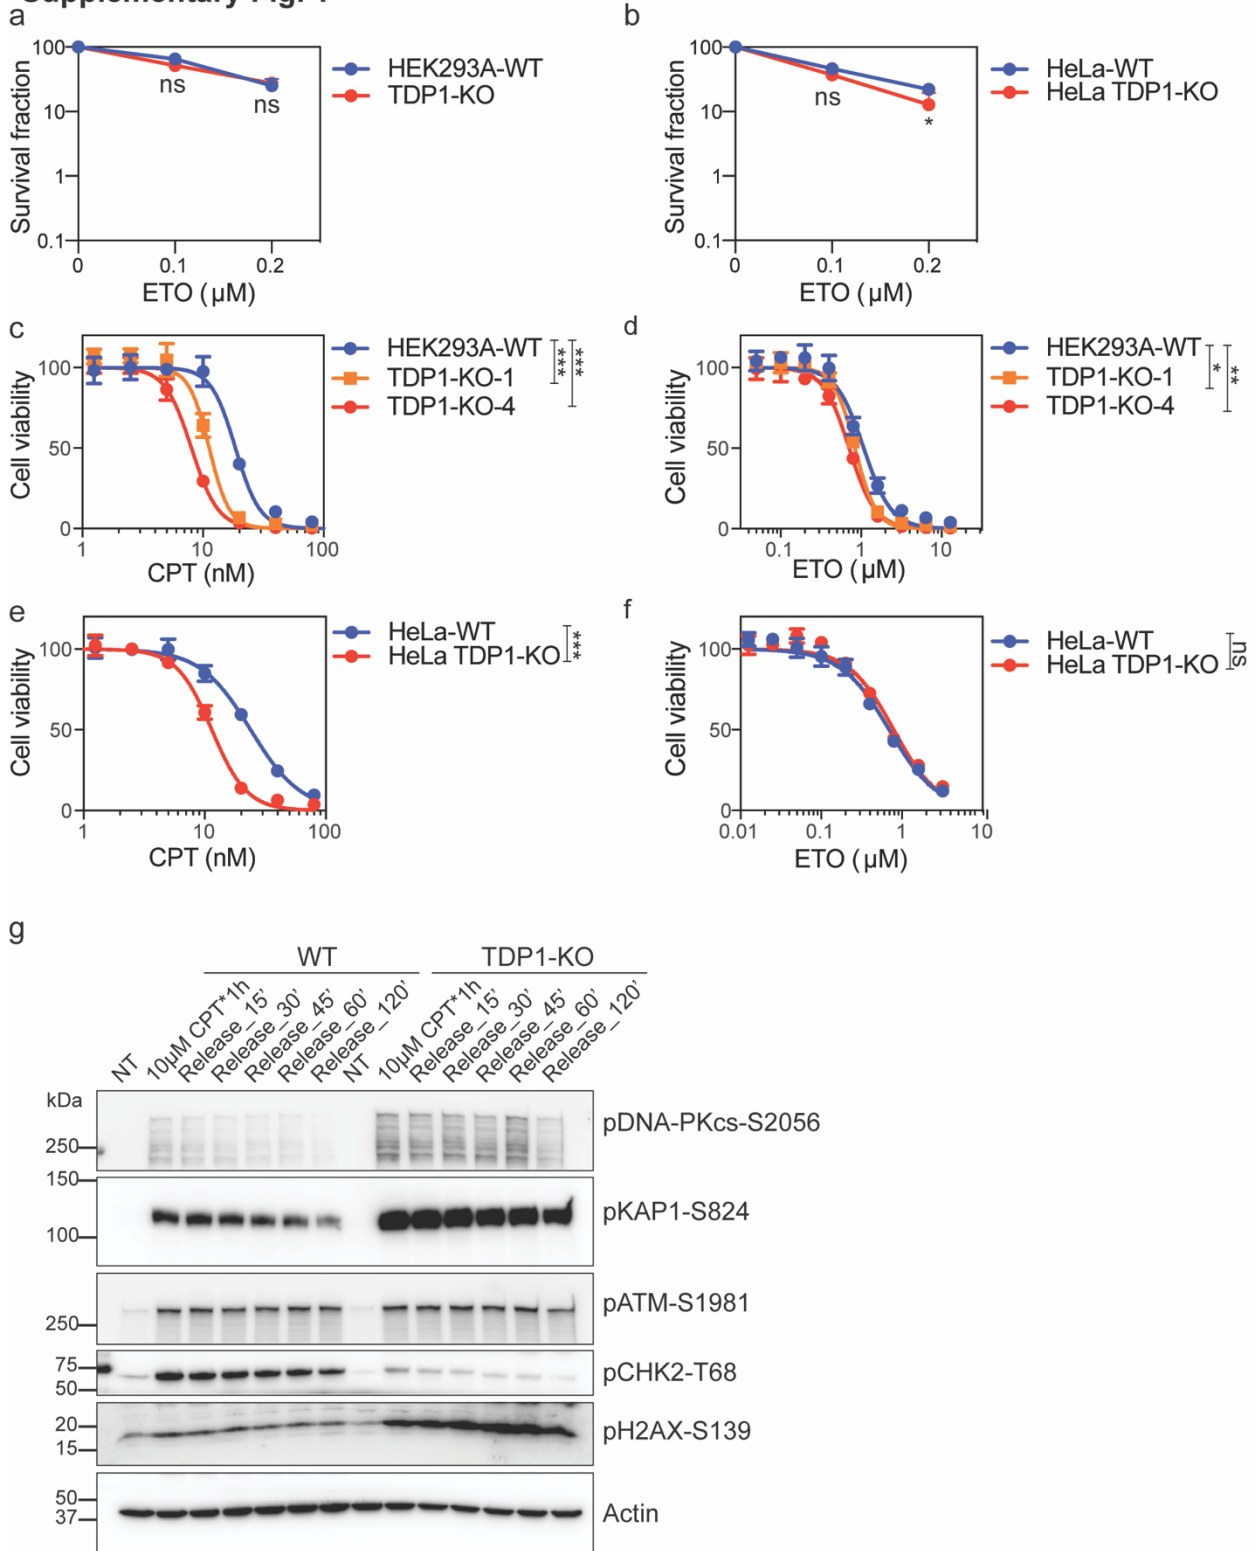 a
100
10
1
0.1
Survival fraction
0
0.1
0.2
ETO (µM)
ns
ns
HEK293A-WT
TDP1-KO
b
100
10
1
0.1
Survival fraction
0
0.1
0.2
ETO (µM)
ns
*
HeLa-WT
HeLa TDP1-KO
c
100
50
0
Cell viability
1
10
100
CPT (nM)
HEK293A-WT
TDP1-KO-1
TDP1-KO-4
***
***
d
100
50
0
Cell viability
0.1
1
10
ETO (µM)
HEK293A-WT
TDP1-KO-1
TDP1-KO-4
*
**
e
100
50
0
Cell viability
1
10
100
CPT (nM)
HeLa-WT
HeLa TDP1-KO
***
f
100
50
0
Cell viability
0.01
0.1
1
10
ETO (µM)
HeLa-WT
HeLa TDP1-KO
ns
g
WT
TDP1-KO
NT
10µM CPT*1h
Release_15'
Release_30'
Release_45'
Release_60'
Release_120'
NT
10µM CPT*1h
Release_15'
Release_30'
Release_45'
Release_60'
Release_120'
kDa
250
pDNA-PKcs-S2056
150
100
pKAP1-S824
250
pATM-S1981
75
50
pCHK2-T68
20
15
pH2AX-S139
50
37
Actin